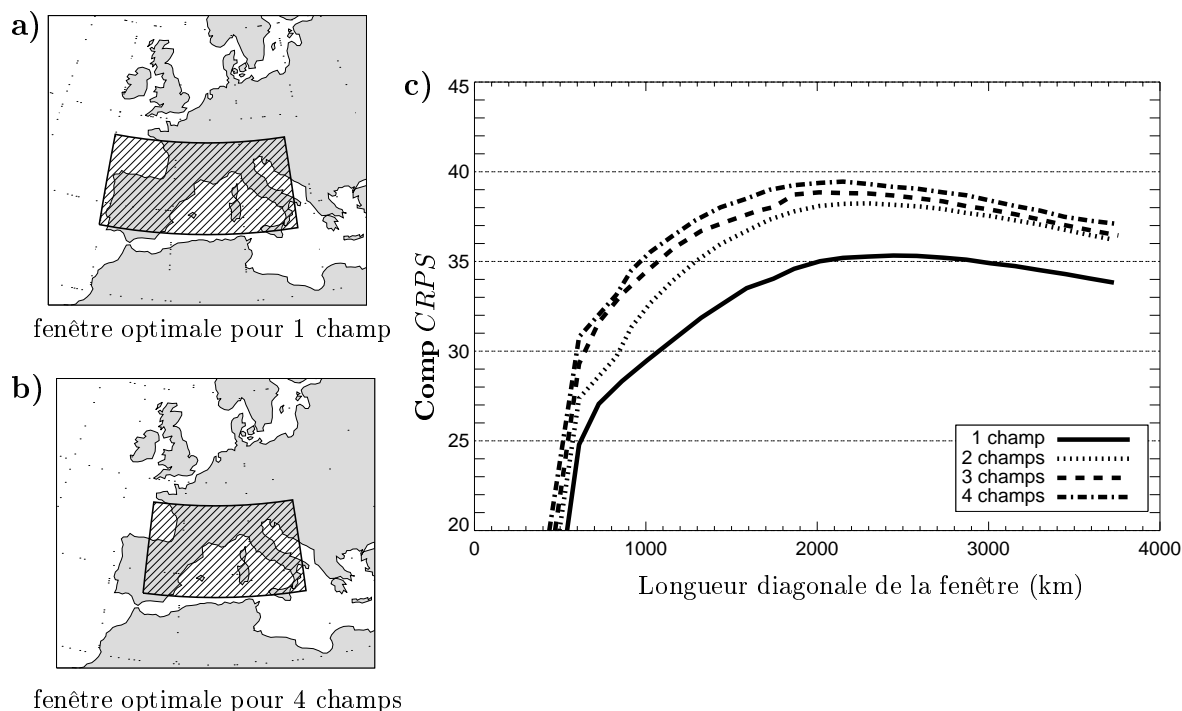 a)
fenêtre optimale pour 1 champ
b)
fenêtre optimale pour 4 champs
c)
Comp CRPS
45
40
35
30
25
20
0 1000 2000 3000 4000
Longueur diagonale de la fenêtre (km)
1 champ
2 champs
3 champs
4 champs